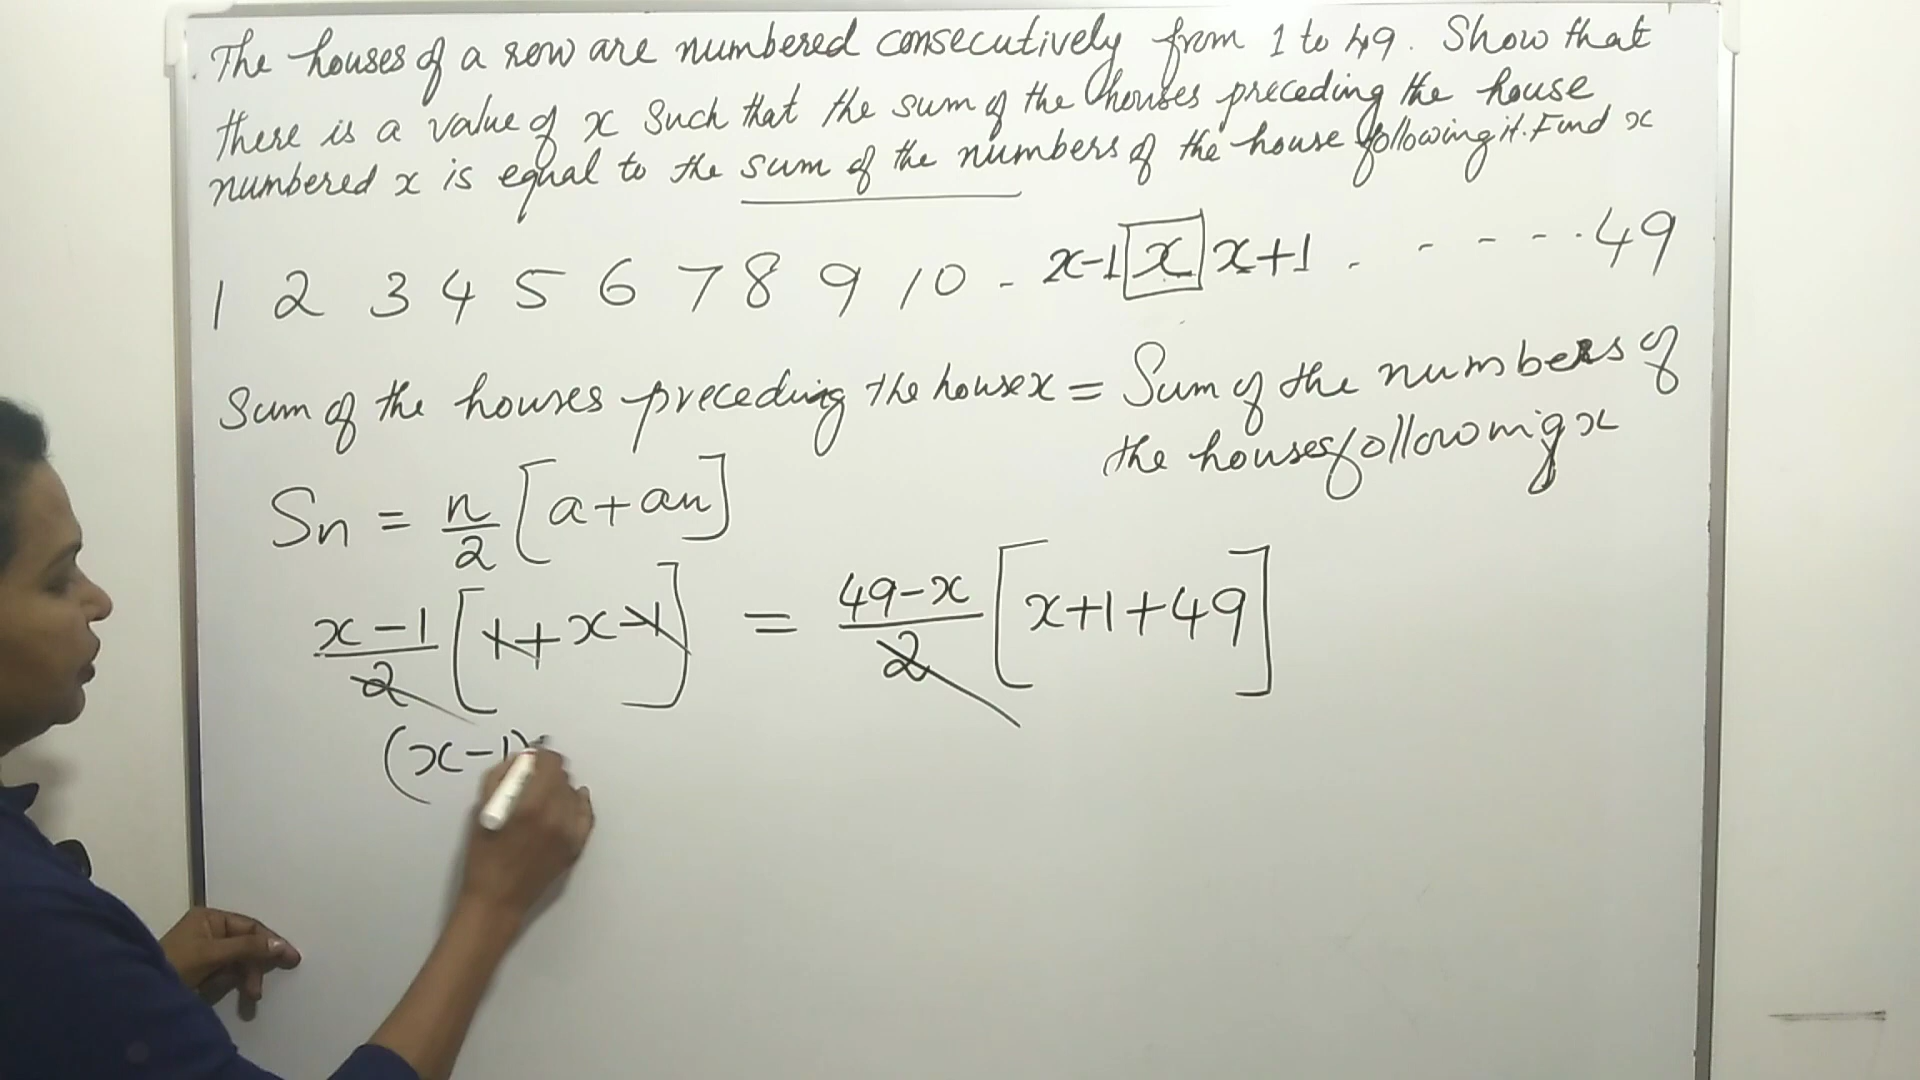 The houses of a row are numbered consecutively from 1 to 49. Show that
there is a value of x such that the sum of the houses preceding the house
numbered x is equal to the sum of the numbers of the house following it. Find x
1 2 3 4 5 6 7 8 9 10 - x-1 x x+1 - - - - . 49
Sum of the houses preceding the house x = Sum of the numbers of
the houses following x
Sn = n/2 [a+an]
x-1/2 [1+x-1] = 49-x/2 [x+1+49]
(x-1)